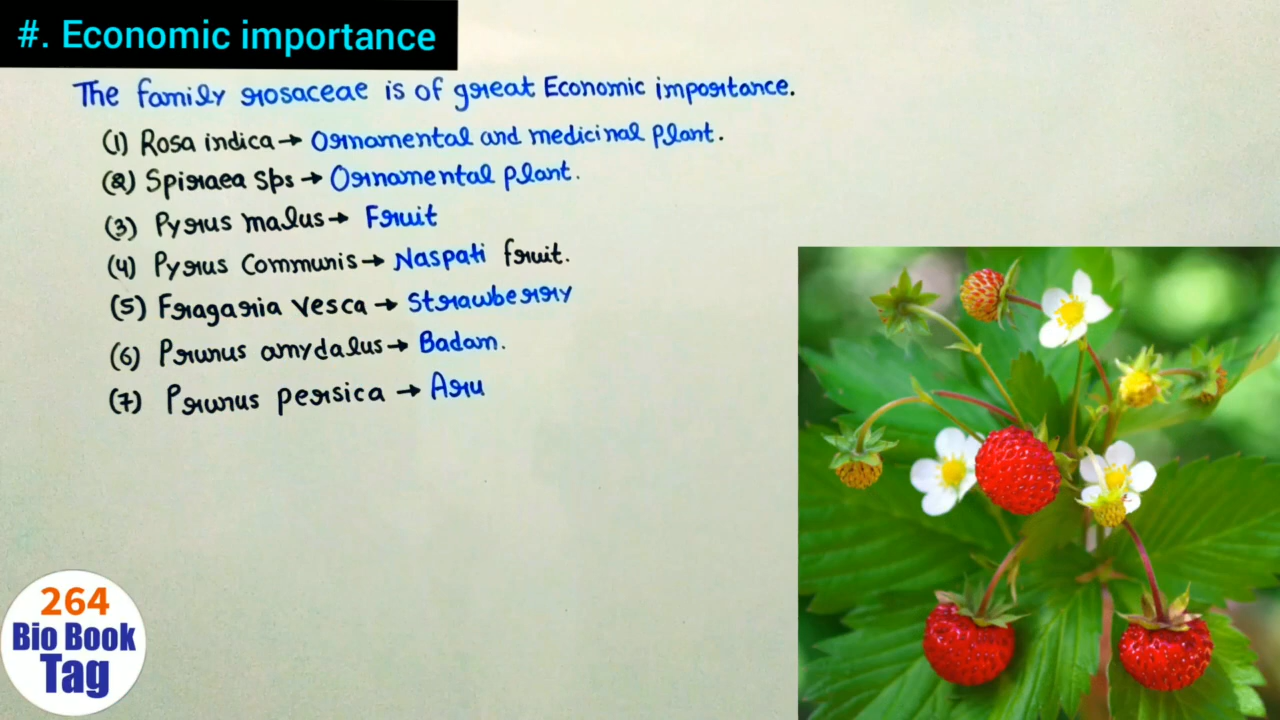 #. Economic importance
The family rosaceae is of great Economic importance.
(1) Rosa indica → Ornamental and medicinal plant.
(2) Spiraea Sps → Ornamental plant.
(3) Pyrus malus → Fruit
(4) Pyrus Communis → Naspati fruit.
(5) Fragaria vesca → Strawberry
(6) Prunus amydalus → Badam.
(7) Prunus persica → Aru
264
Bio Book
Tag